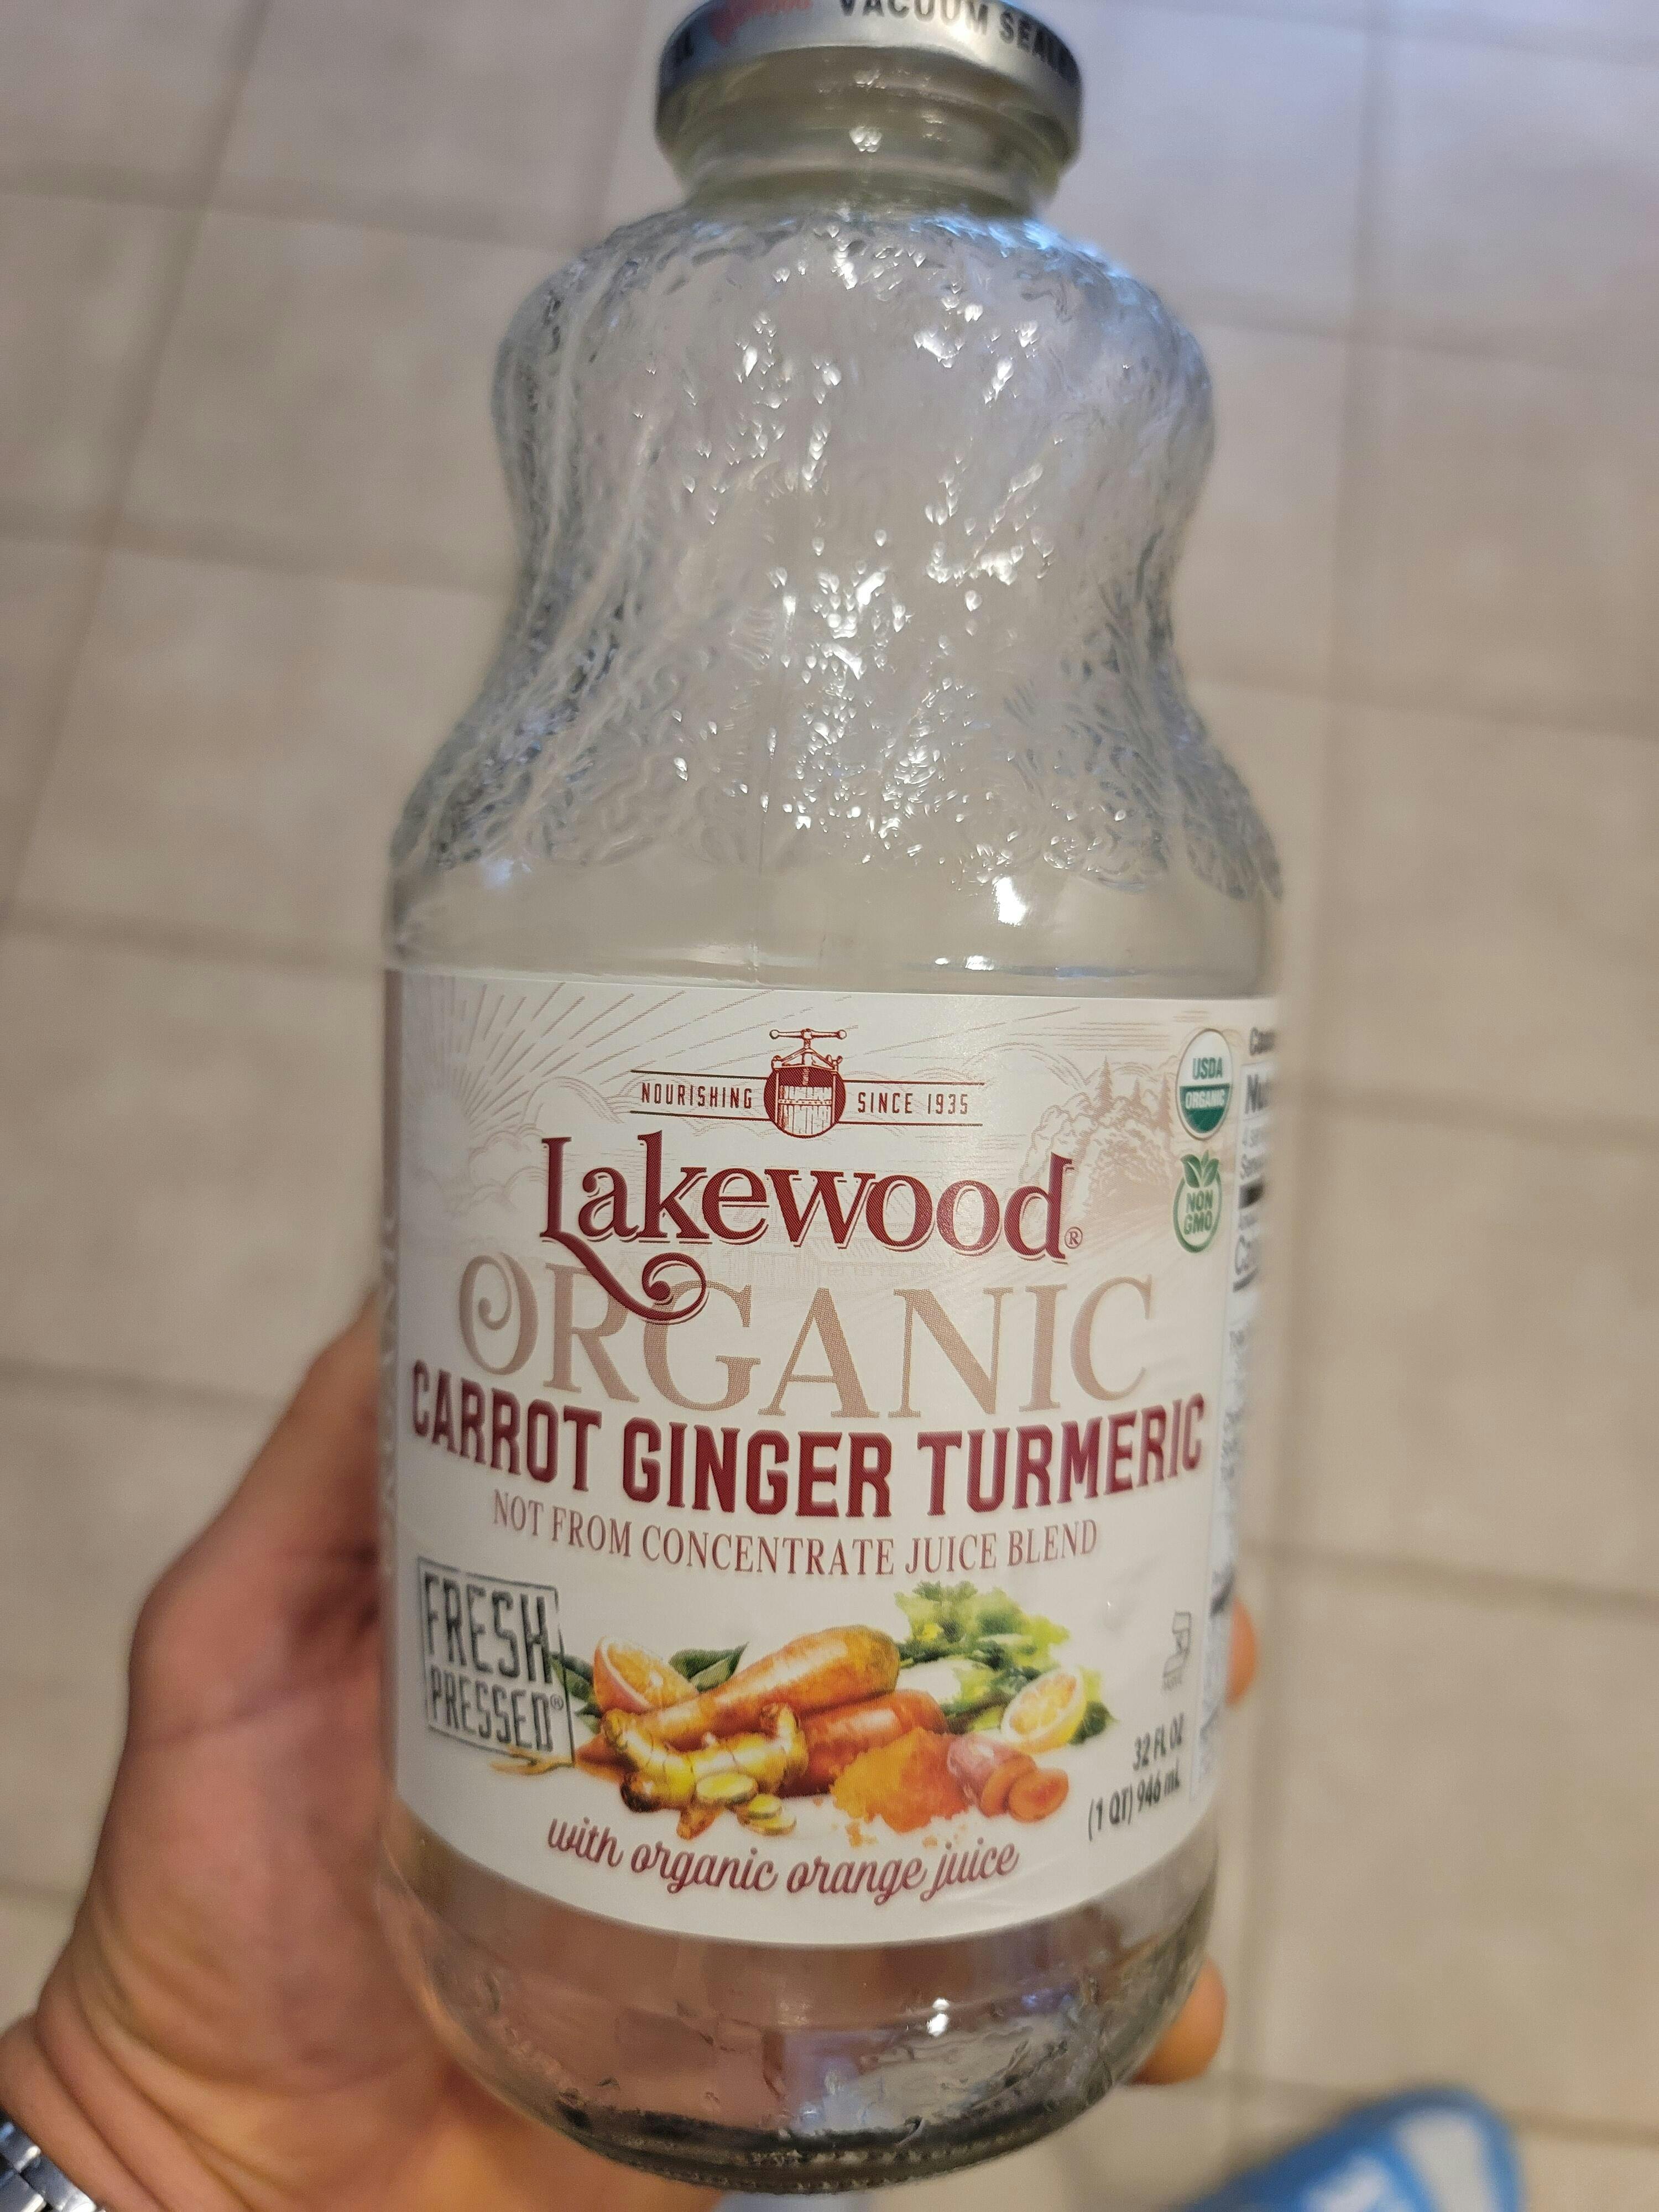 VACUUM SEAL
NOURISHING SINCE 1935
Lakewood®
ORGANIC
CARROT GINGER TURMERIC
NOT FROM CONCENTRATE JUICE BLEND
USDA
ORGANIC
NON
GMO
FRESH
PRESSED®
32 FL OZ
(1 QT) 946 mL
with organic orange juice